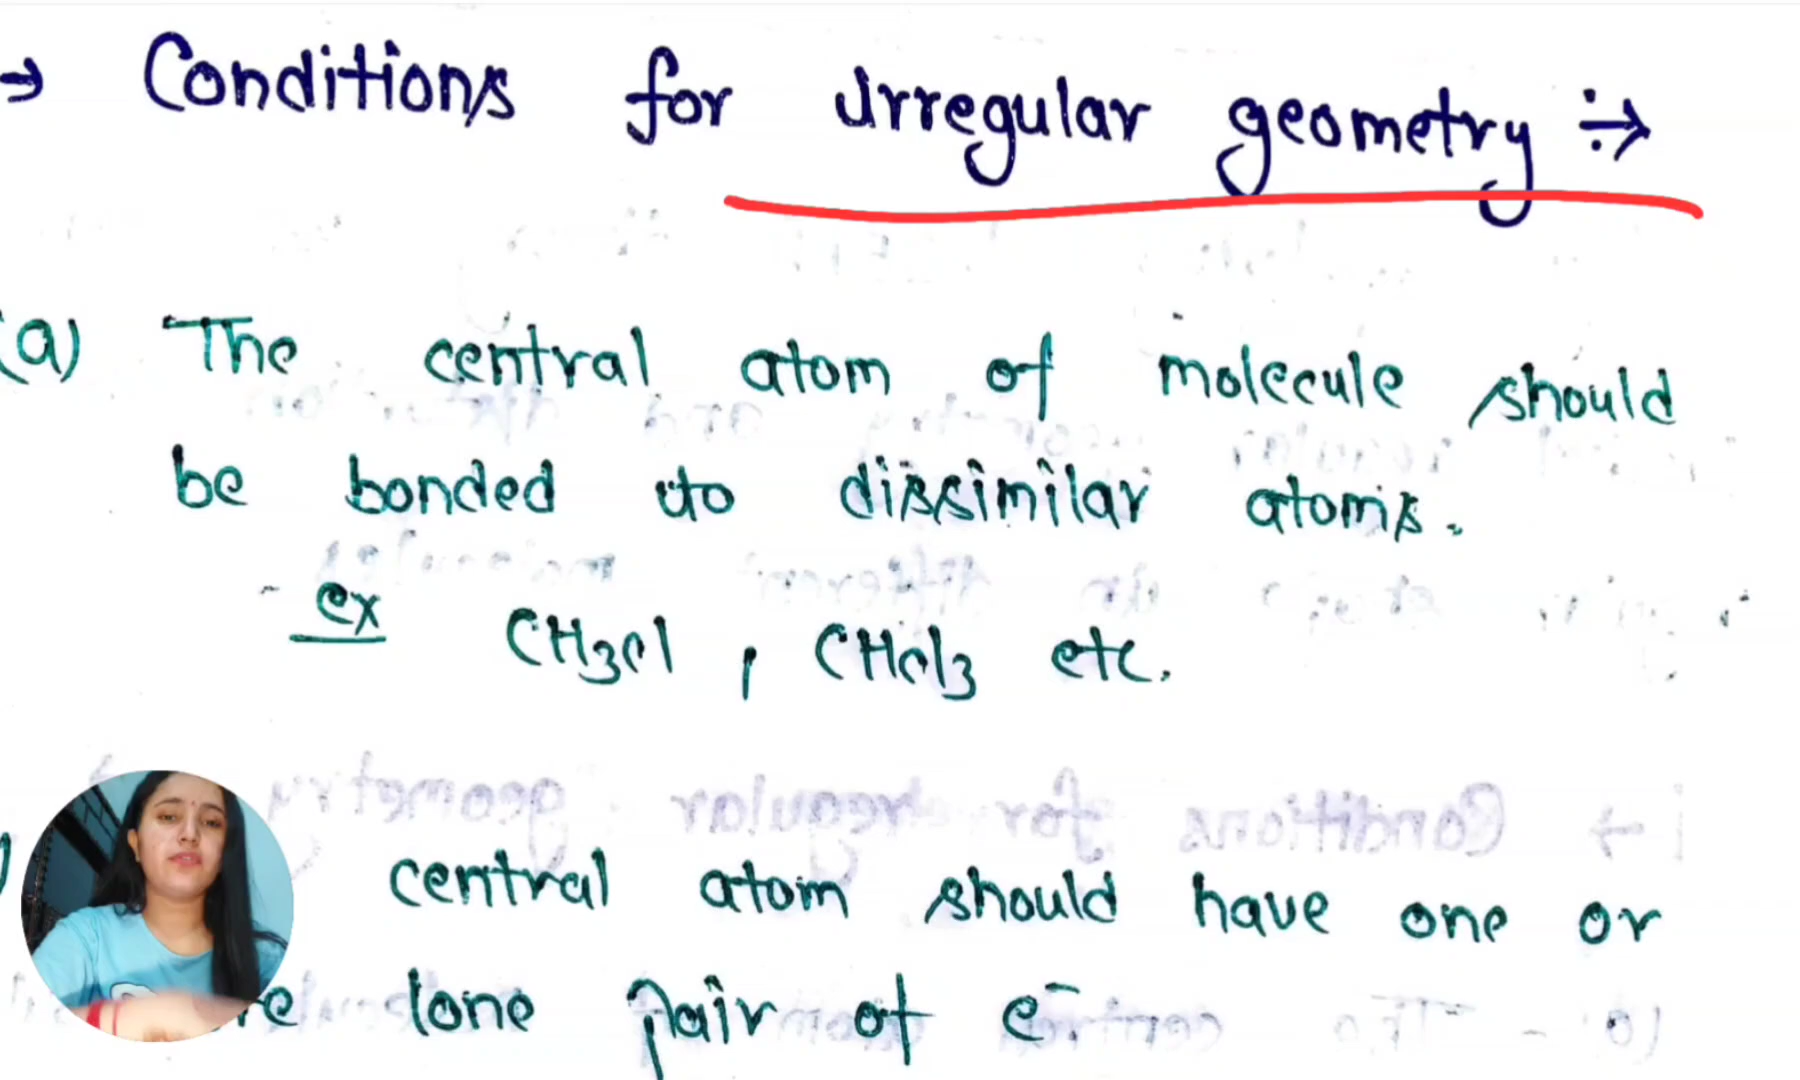 → Conditions for irregular geometry ÷→
(a) The central atom of molecule should
be bonded to dissimilar atoms.
ex CH3Cl , CHCl3 etc.
central atom should have one or
re lone pair of e-